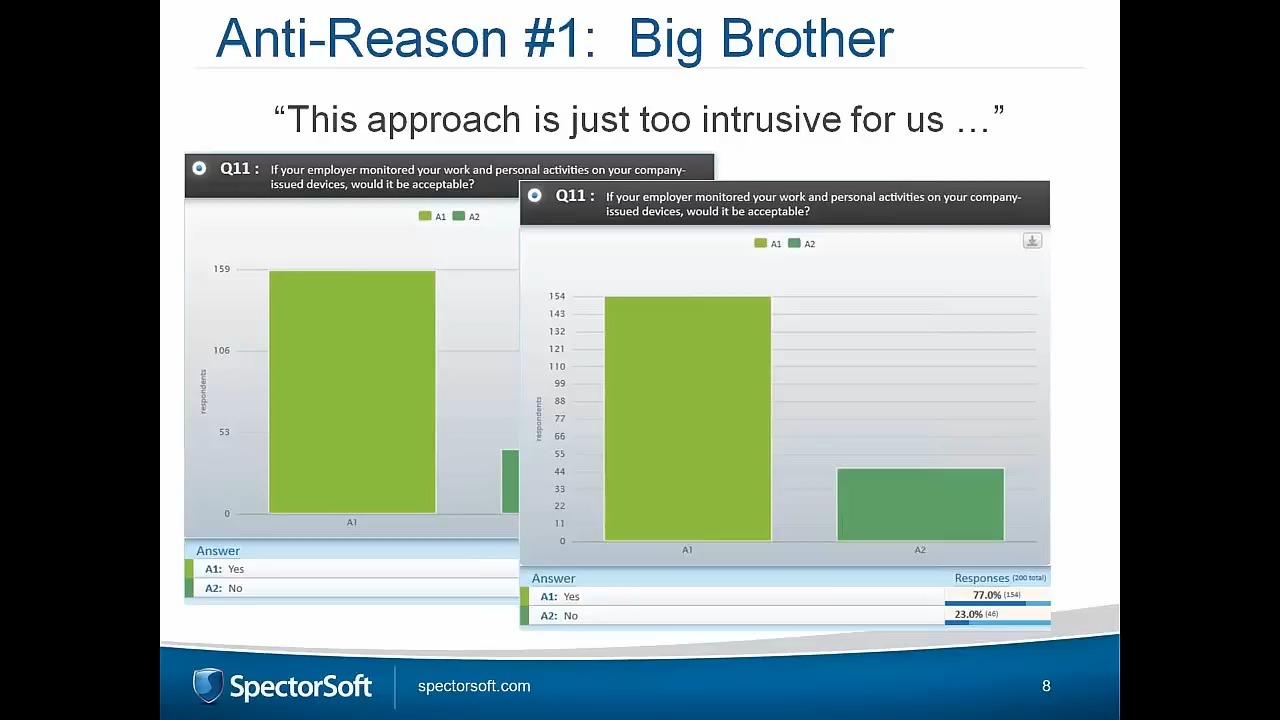 Anti-Reason #1: Big Brother
“This approach is just too intrusive for us …”
Q11 : If your employer monitored your work and personal activities on your company-
issued devices, would it be acceptable?
A1 A2
159
106
53
0
respondents
A1
Answer
A1: Yes
A2: No
Q11 : If your employer monitored your work and personal activities on your company-
issued devices, would it be acceptable?
A1 A2
154
143
132
121
110
99
88
77
66
55
44
33
22
11
0
respondents
A1 A2
Answer Responses (200 total)
A1: Yes 77.0% (154)
A2: No 23.0% (46)
SpectorSoft spectorsoft.com 8